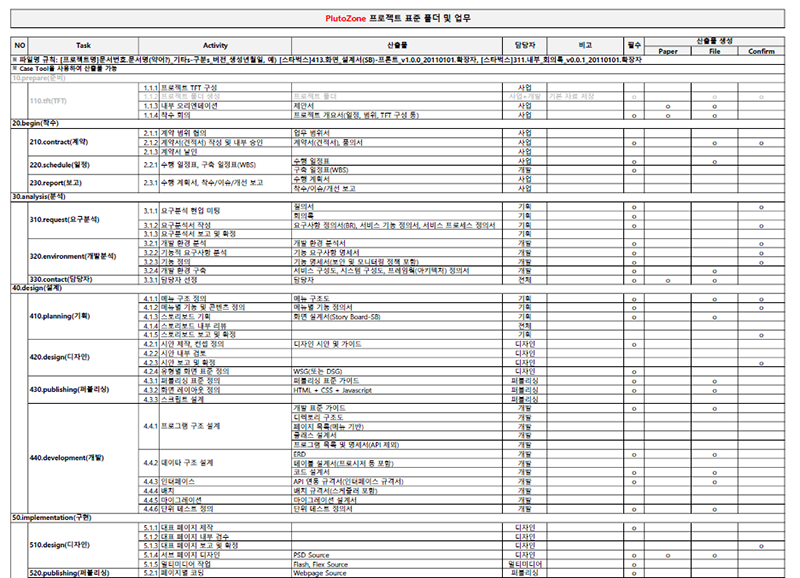 PlutoZone 프로젝트 표준 폴더 및 업무
NO Task Activity 산출물 담당자 비고 필수 산출물 생성
Paper File Confirm
※ 파일명 규칙: [프로젝트명]문서번호.문서명(약어?)_기타s-구분s_버전_생성년월일, 예) [스타벅스]413.화면_설계서(SB)-프론트_v1.0.0_20110101.확장자, [스타벅스]311.내부_회의록_v0.0.1_20110101.확장자
※ Case Tool를 사용하여 산출물 가능
10.prepare(준비)
110.tft(TFT) 1.1.1 프로젝트 TFT 구성 사업
1.1.2 프로젝트 폴더 생성 프로젝트 폴더 사업+개발 기본 자료 저장 o o o
1.1.3 내부 오리엔테이션 제안서 사업 o o
1.1.4 착수 회의 프로젝트 개요서(일정, 범위, TFT 구성 등) 사업 o o o
20.begin(착수)
210.contract(계약) 2.1.1 계약 범위 협의 업무 범위서 사업
2.1.2 계약서(견적서) 작성 및 내부 승인 계약서(견적서), 품의서 사업 o o o
2.1.3 계약서 날인 사업
220.schedule(일정) 2.2.1 수행 일정표, 구축 일정표(WBS) 수행 일정표 사업 o o
구축 일정표(WBS) 개발 o
230.report(보고) 2.3.1 수행 계획서, 착수/이슈/개선 보고 수행 계획서 사업
착수/이슈/개선 보고 사업
30.analysis(분석)
310.request(요구분석) 3.1.1 요구분석 현업 미팅 질의서 기획 o o
회의록 기획 o
3.1.2 요구분석서 작성 요구사항 정의서(BR), 서비스 기능 정의서, 서비스 프로세스 정의서 기획 o o
3.1.3 요구분석서 보고 및 확정 기획
320.environment(개발분석) 3.2.1 개발 환경 분석 개발 환경 분석서 개발 o o
3.2.2 기능적 요구사항 분석 기능 요구사항 명세서 개발 o o
3.2.3 기능 정의 기능 명세서(보안 및 모니터링 정책 포함) 개발 o o
3.2.4 개발 환경 구축 서비스 구성도, 시스템 구성도, 프레임웍(아키텍처) 정의서 개발 o o
330.contact(담당자) 3.3.1 담당자 선정 담당자 전체 o o o
40.design(설계)
410.planning(기획) 4.1.1 메뉴 구조 정의 메뉴 구조도 기획 o o o
4.1.2 메뉴별 기능 및 콘텐츠 정의 메뉴별 기능 정의서 기획 o
4.1.3 스토리보드 기획 화면 설계서(Story Board-SB) 기획 o o
4.1.4 스토리보드 내부 리뷰 전체
4.1.5 스토리보드 보고 및 확정 기획 o
420.design(디자인) 4.2.1 시안 제작, 컨셉 정의 디자인 시안 및 가이드 디자인 o
4.2.2 시안 내부 검토 디자인
4.2.3 시안 보고 및 확정 디자인 o
4.2.4 유형별 화면 표준 정의 WSG(또는 DSG) 디자인 o
430.publishing(퍼블리싱) 4.3.1 퍼블리싱 표준 정의 퍼블리싱 표준 가이드 퍼블리싱 o o
4.3.2 화면 레이아웃 정의 HTML + CSS + Javascript 퍼블리싱 o o
4.3.3 스크립트 설계 퍼블리싱
440.development(개발) 4.4.1 프로그램 구조 설계 개발 표준 가이드 개발 o o
디렉토리 구조도 개발
페이지 목록(메뉴 기반) 개발
클래스 설계서 개발
프로그램 목록 및 명세서(API 제외) 개발
4.4.2 데이타 구조 설계 ERD 개발 o o
테이블 설계서(프로시저 등 포함) 개발
코드 설계서 개발 o o
4.4.3 인터페이스 API 연동 규격서(인터페이스 규격서) 개발 o o
4.4.4 배치 배치 규격서(스케줄러 포함) 개발
4.4.5 마이그레이션 마이그레이션 설계서 개발
4.4.6 단위 테스트 정의 단위 테스트 정의서 개발 o o
50.implementation(구현)
510.design(디자인) 5.1.1 대표 페이지 제작 디자인 o
5.1.2 대표 페이지 내부 검수 디자인
5.1.3 대표 페이지 보고 및 확정 디자인 o
5.1.4 서브 페이지 디자인 PSD Source 디자인 o o o
5.1.5 멀티미디어 작업 Flash, Flex Source 멀티미디어 o
520.publishing(퍼블리싱) 5.2.1 페이지별 코딩 Webpage Source 퍼블리싱 o